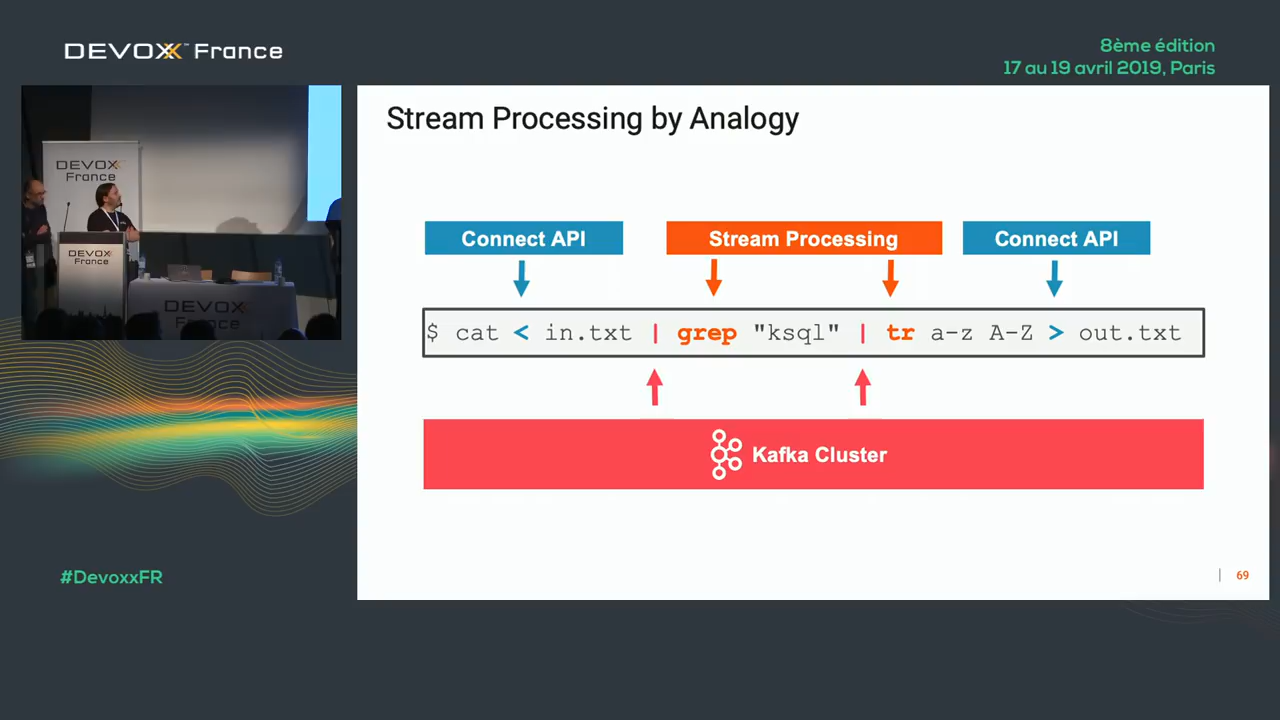 DEVOXX™ France
8ème édition
17 au 19 avril 2019, Paris
DEVOXX
France
DEVOXX
France
DEVOXX
France
Stream Processing by Analogy
Connect API
Stream Processing
Connect API
$ cat < in.txt | grep "ksql" | tr a-z A-Z > out.txt
Kafka Cluster
#DevoxxFR
| 69